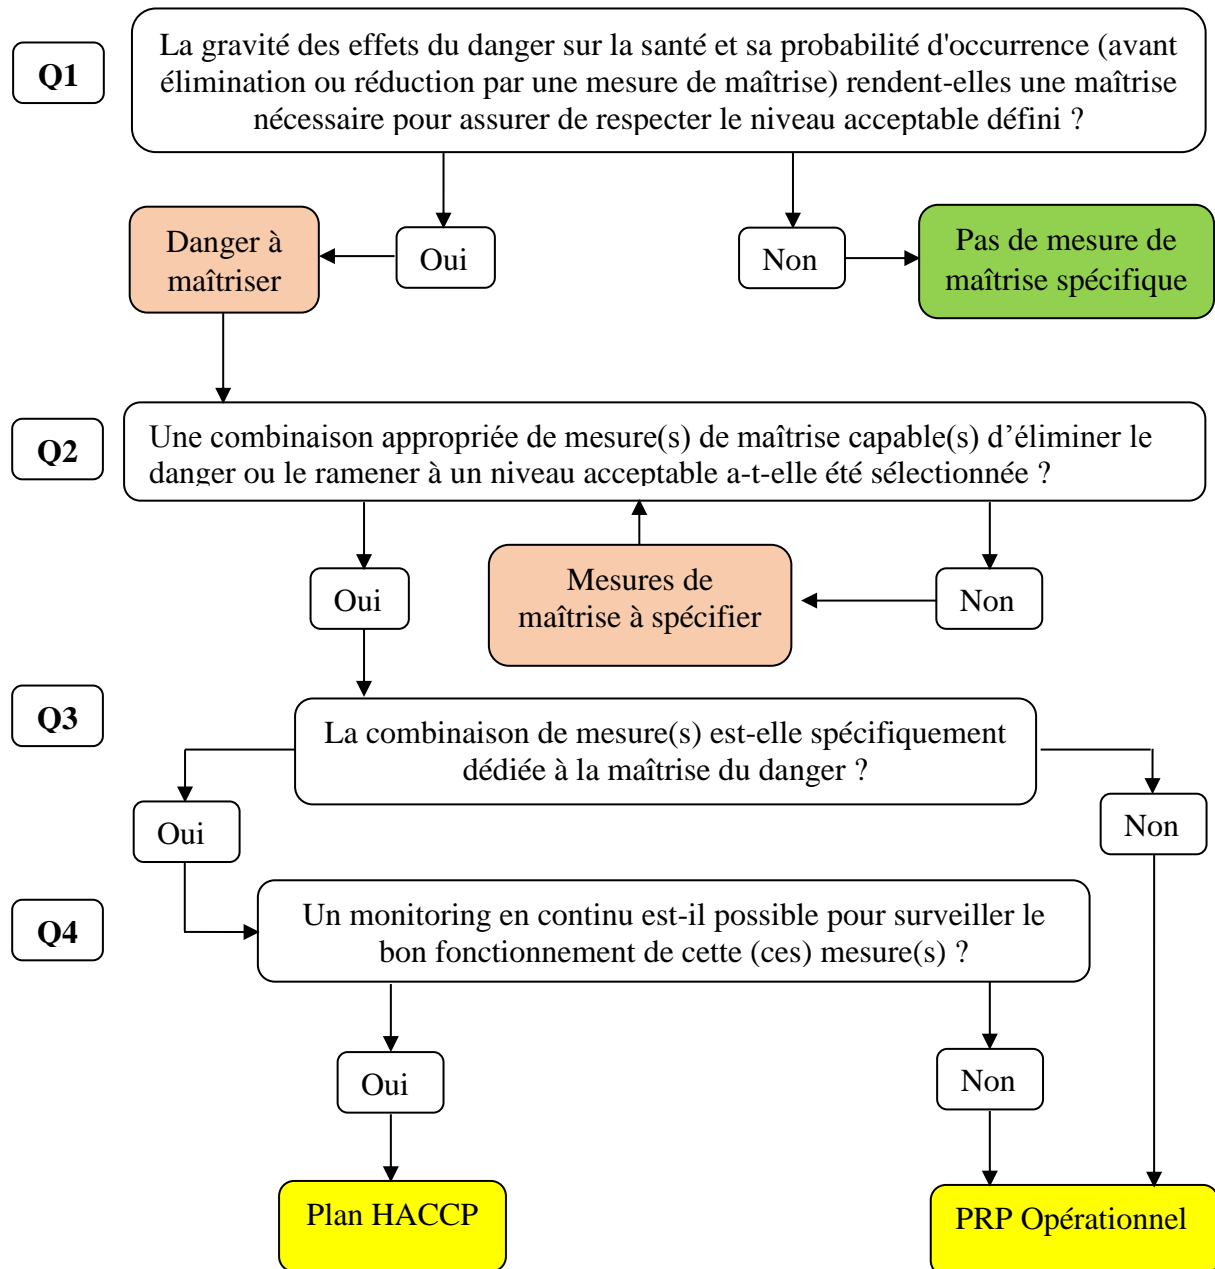 Q1
La gravité des effets du danger sur la santé et sa probabilité d'occurrence (avant
élimination ou réduction par une mesure de maîtrise) rendent-elles une maîtrise
nécessaire pour assurer de respecter le niveau acceptable défini ?
Danger à
maîtriser
Oui
Non
Pas de mesure de
maîtrise spécifique
Q2
Une combinaison appropriée de mesure(s) de maîtrise capable(s) d’éliminer le
danger ou le ramener à un niveau acceptable a-t-elle été sélectionnée ?
Oui
Mesures de
maîtrise à spécifier
Non
Q3
La combinaison de mesure(s) est-elle spécifiquement
dédiée à la maîtrise du danger ?
Oui
Non
Q4
Un monitoring en continu est-il possible pour surveiller le
bon fonctionnement de cette (ces) mesure(s) ?
Oui
Non
Plan HACCP
PRP Opérationnel